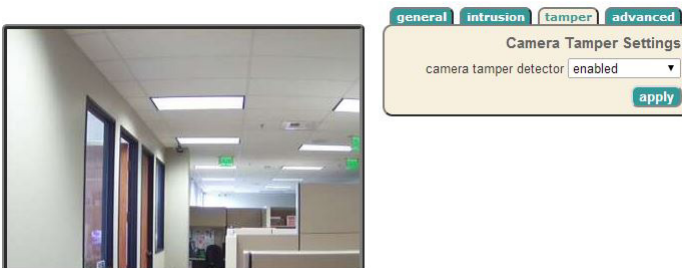 general intrusion tamper advanced
Camera Tamper Settings
camera tamper detector enabled
apply